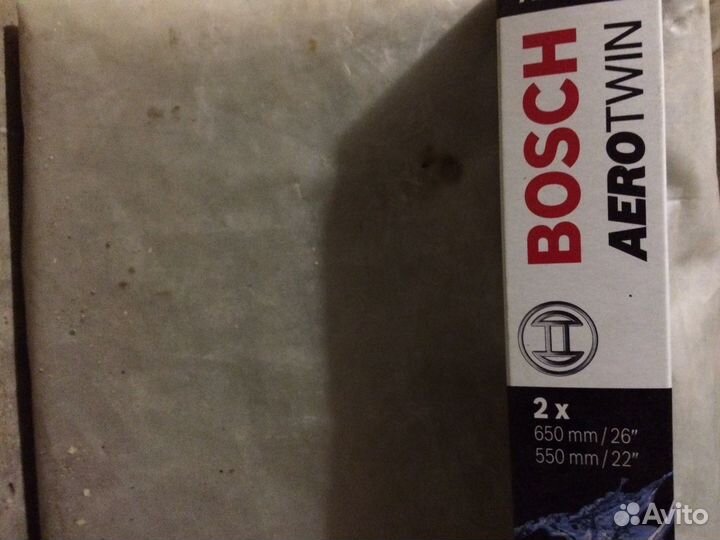 BOSCH
AEROTWIN
2 x
650 mm / 26"
550 mm / 22"
Avito